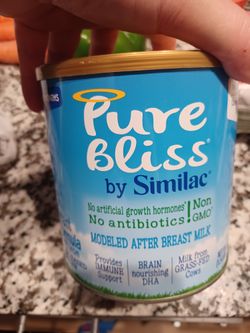 Pure
Bliss
by Similac®
No artificial growth hormones*
No antibiotics!
Non
GMO*
MODELED AFTER BREAST MILK
Provides
IMMUNE
Support
BRAIN
nourishing
DHA
Milk from
GRASS-FED
Cows